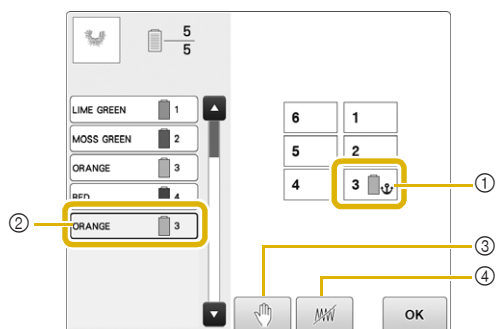 5
5
LIME GREEN 1
MOSS GREEN 2
ORANGE 3
RED 4
ORANGE 3
6 1
5 2
4 3
OK
①
②
③
④